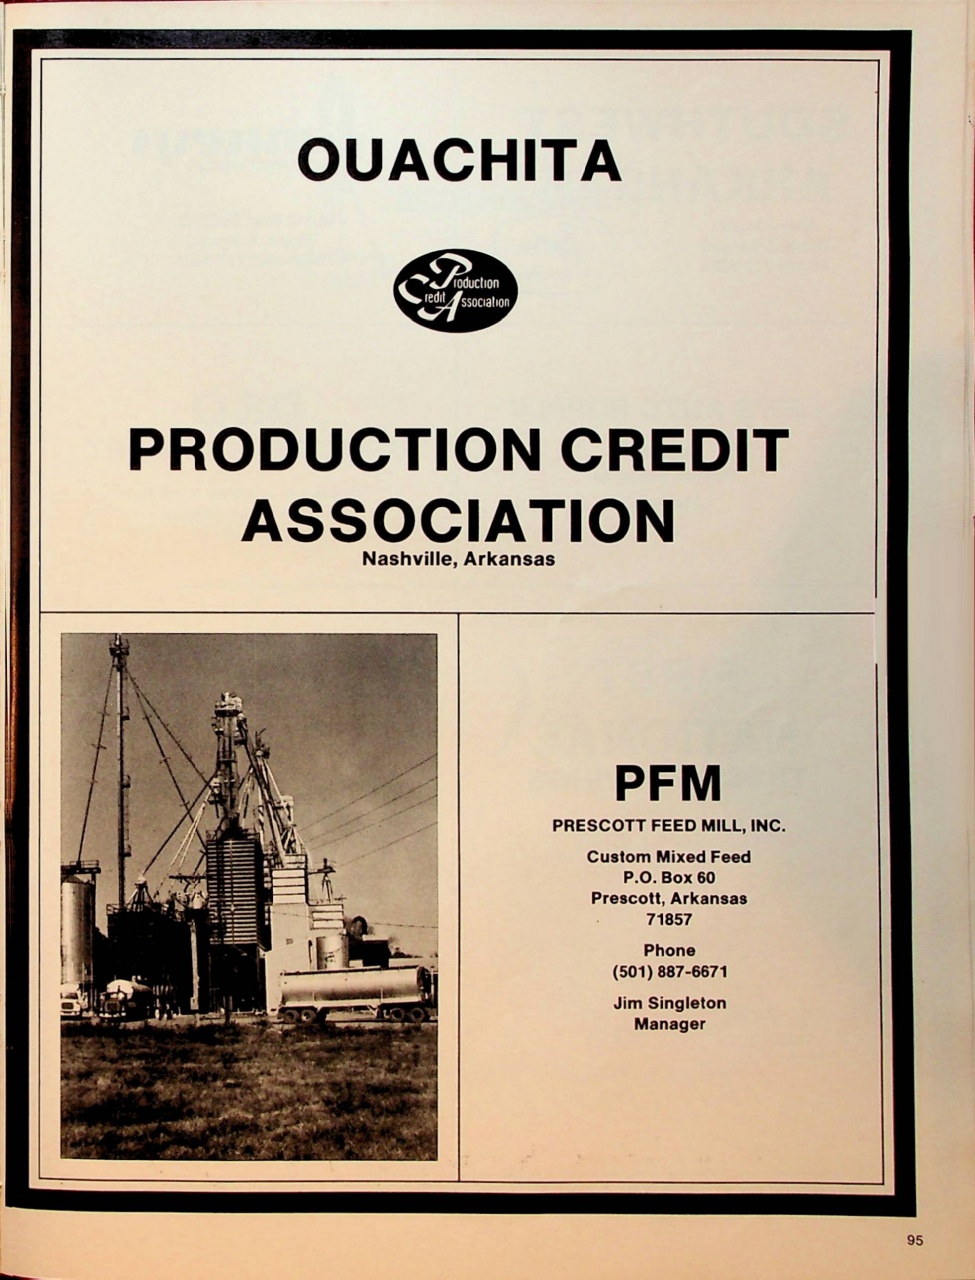 OUACHITA
Production
Credit Association
PRODUCTION CREDIT
ASSOCIATION
Nashville, Arkansas
PFM
PRESCOTT FEED MILL, INC.
Custom Mixed Feed
P.O. Box 60
Prescott, Arkansas
71857
Phone
(501) 887-6671
Jim Singleton
Manager
95